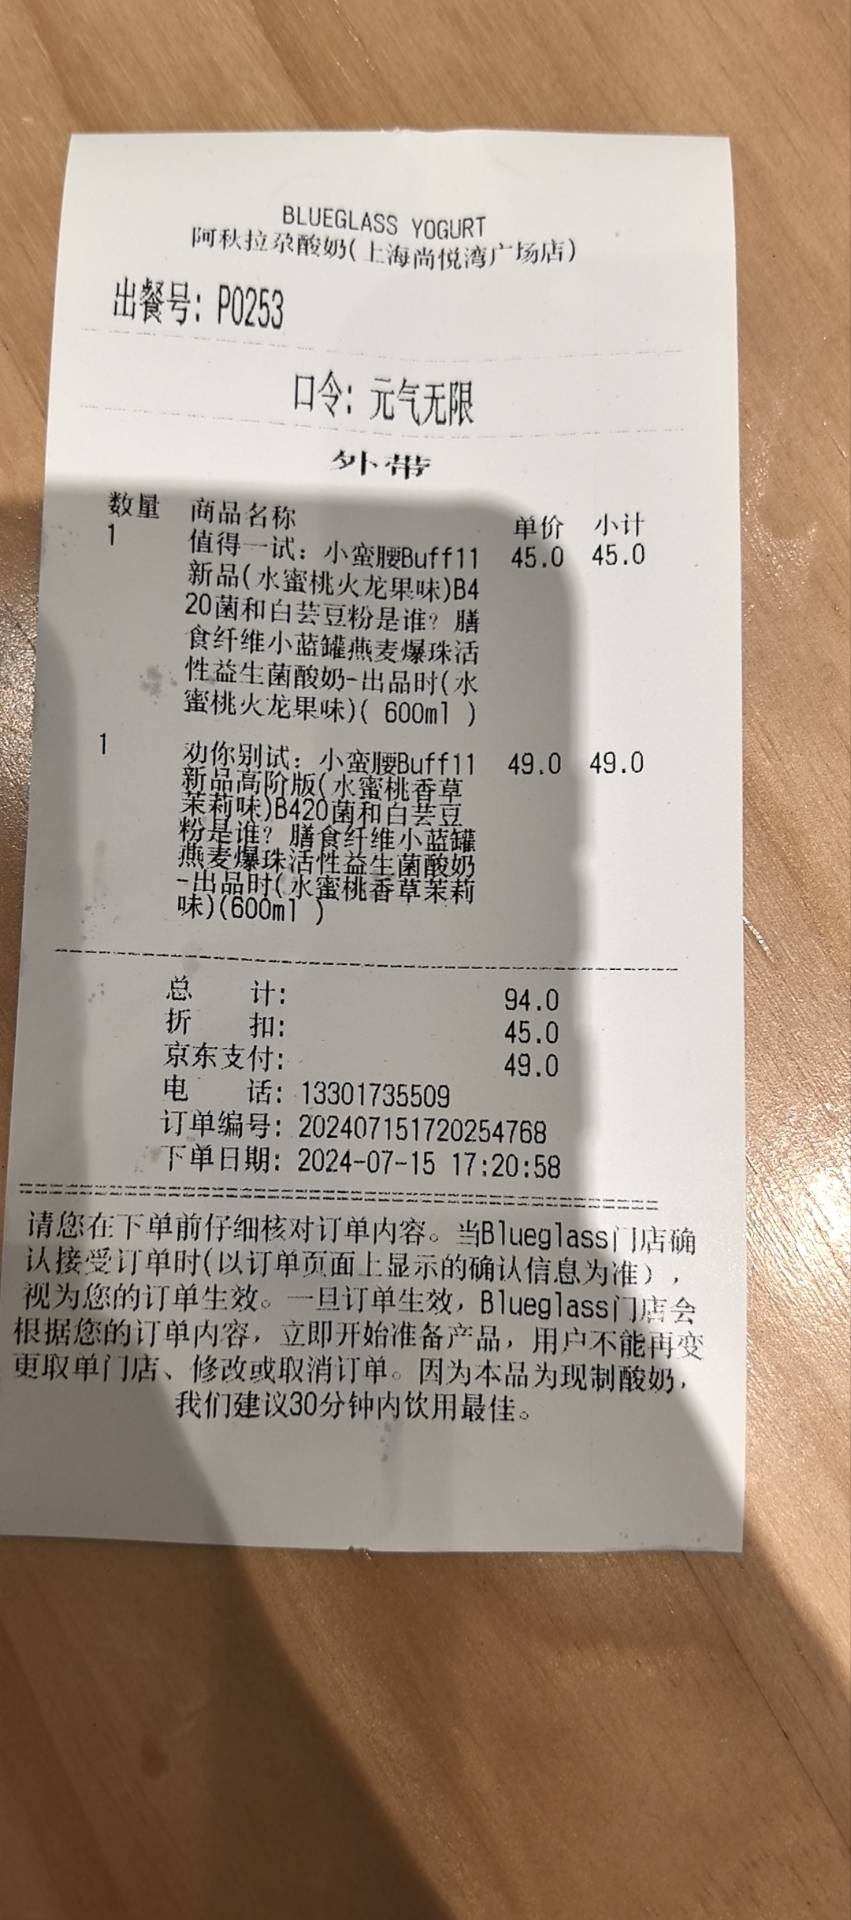 BLUEGLASS YOGURT
阿秋拉尕酸奶(上海尚悦湾广场店)
出餐号: P0253
口令: 元气无限
外带
数量 商品名称 单价 小计
1 值得一试: 小蛮腰Buff11 45.0 45.0
新品(水蜜桃火龙果味)B4
20菌和白芸豆粉是谁? 膳
食纤维小蓝罐燕麦爆珠活
性益生菌酸奶-出品时(水
蜜桃火龙果味)( 600ml )
1 劝你别试: 小蛮腰Buff11 49.0 49.0
新品高阶版(水蜜桃香草
茉莉味)B420菌和白芸豆
粉是谁? 膳食纤维小蓝罐
燕麦爆珠活性益生菌酸奶
-出品时(水蜜桃香草茉莉
味)(600ml )
总 计: 94.0
折 扣: 45.0
京东支付: 49.0
电 话: 13301735509
订单编号: 202407151720254768
下单日期: 2024-07-15 17:20:58
请您在下单前仔细核对订单内容。当Blueglass门店确
认接受订单时(以订单页面上显示的确认信息为准),
视为您的订单生效。一旦订单生效, Blueglass门店会
根据您的订单内容, 立即开始准备产品, 用户不能再变
更取单门店、修改或取消订单。因为本品为现制酸奶,
我们建议30分钟内饮用最佳。